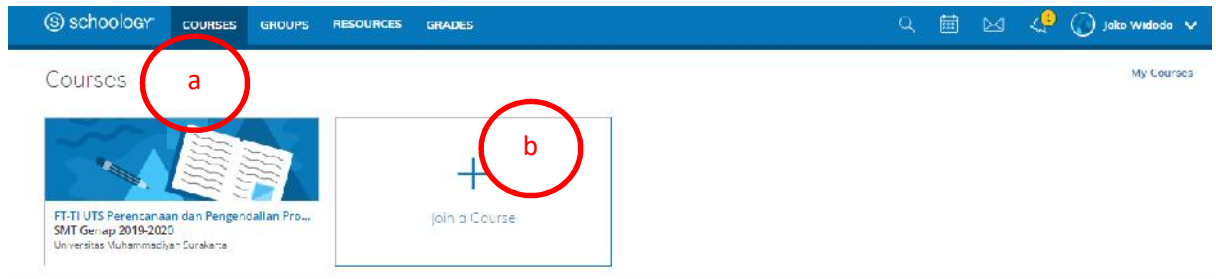 schoology COURSES GROUPS RESOURCES GRADES 1 Joko Widodo
Courses a My Courses
b
FT-TI UTS Perencanaan dan Pengendalian Pro...
SMT Genap 2019-2020
Universitas Muhammadiyah Surakarta
Join a Course